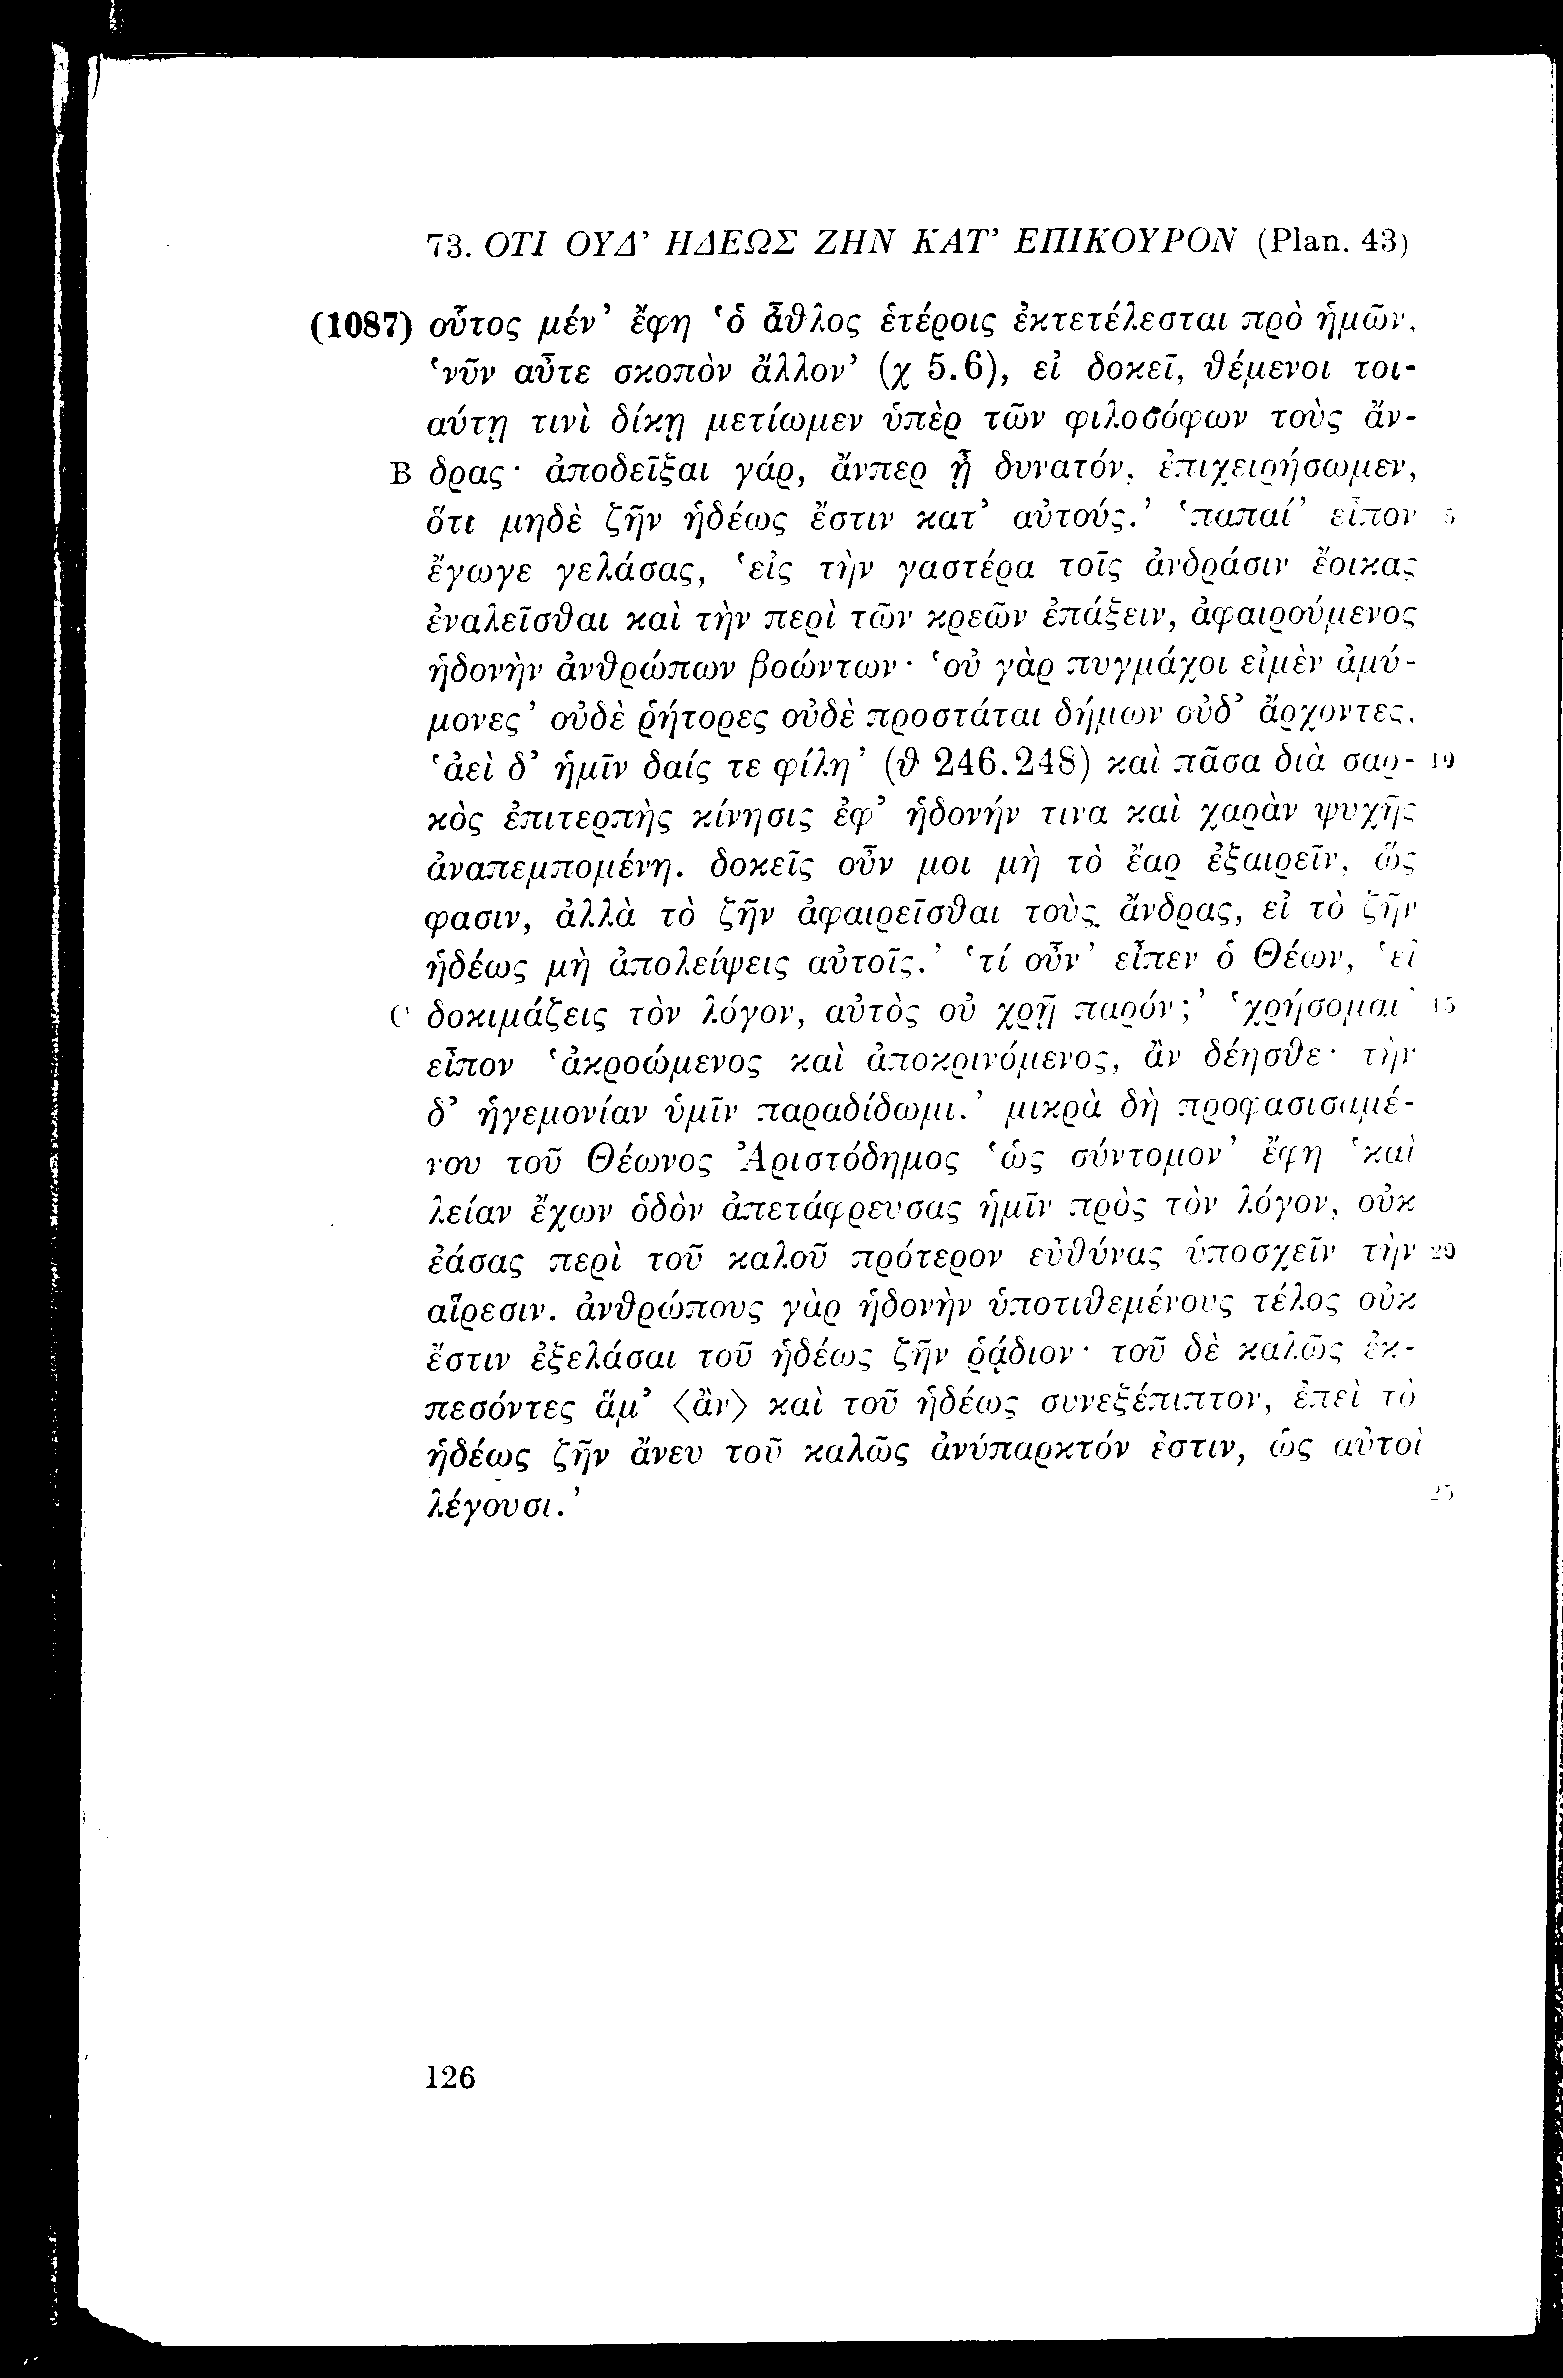 73. ΟΤΙ ΟΥΔ’ ΗΔΕΩΣ ΖΗΝ ΚΑΤ’ ΕΠΙΚΟΥΡΟΝ (Plan. 43)
(1087) οὗτος μέν’ ἔφη ‘ὁ ἆθλος ἑτέροις ἐκτετέλεσται πρὸ ἡμῶν,
‘νῦν αὖτε σκοπὸν ἄλλον’ (χ 5.6), εἰ δοκεῖ, θέμενοι τοι-
αύτῃ τινὶ δίκῃ μετίωμεν ὑπὲρ τῶν φιλοσόφων τοὺς ἄν-
B δρας· ἀποδεῖξαι γάρ, ἄνπερ ᾖ δυνατόν, ἐπιχειρήσωμεν,
ὅτι μηδὲ ζῆν ἡδέως ἔστιν κατ’ αὐτούς.’ ‘παπαί’ εἶπον 5
ἔγωγε γελάσας, ‘εἰς τὴν γαστέρα τοῖς ἀνδράσιν ἔοικας
ἐναλεῖσθαι καὶ τὴν περὶ τῶν κρεῶν ἐπάξειν, ἀφαιρούμενος
ἡδονὴν ἀνθρώπων βοώντων· ‘οὐ γὰρ πυγμάχοι εἰμὲν ἀμύ-
μονες’ οὐδὲ ῥήτορες οὐδὲ προστάται δήμων οὐδ’ ἄρχοντες,
‘ἀεὶ δ’ ἡμῖν δαίς τε φίλη’ (θ 246.248) καὶ πᾶσα διὰ σαρ- 10
κὸς ἐπιτερπὴς κίνησις ἐφ’ ἡδονήν τινα καὶ χαρὰν ψυχῆς
ἀναπεμπομένη. δοκεῖς οὖν μοι μὴ τὸ ἔαρ ἐξαιρεῖν, ὥς
φασιν, ἀλλὰ τὸ ζῆν ἀφαιρεῖσθαι τοὺς ἄνδρας, εἰ τὸ ζῆν
ἡδέως μὴ ἀπολείψεις αὐτοῖς.’ ‘τί οὖν’ εἶπεν ὁ Θέων, ‘εἰ
C δοκιμάζεις τὸν λόγον, αὐτὸς οὐ χρῇ παρόν;’ ‘χρήσομαι’ 15
εἶπον ‘ἀκροώμενος καὶ ἀποκρινόμενος, ἂν δέησθε· τὴν
δ’ ἡγεμονίαν ὑμῖν παραδίδωμι.’ μικρὰ δὴ προφασισαμέ-
νου τοῦ Θέωνος Ἀριστόδημος ‘ὡς σύντομον’ ἔφη ‘καὶ
λείαν ἔχων ὁδὸν ἀπετάφρευσας ἡμῖν πρὸς τὸν λόγον, οὐκ
ἐάσας περὶ τοῦ καλοῦ πρότερον εὐθύνας ὑποσχεῖν τὴν 20
αἵρεσιν. ἀνθρώπους γὰρ ἡδονὴν ὑποτιθεμένους τέλος οὐκ
ἔστιν ἐξελάσαι τοῦ ἡδέως ζῆν ῥᾴδιον· τοῦ δὲ καλῶς ἐκ-
πεσόντες ἅμ’ ⟨ἂν⟩ καὶ τοῦ ἡδέως συνεξέπιπτον, ἐπεὶ τὸ
ἡδέως ζῆν ἄνευ τοῦ καλῶς ἀνύπαρκτόν ἐστιν, ὡς αὐτοὶ
λέγουσι.’ 25
126